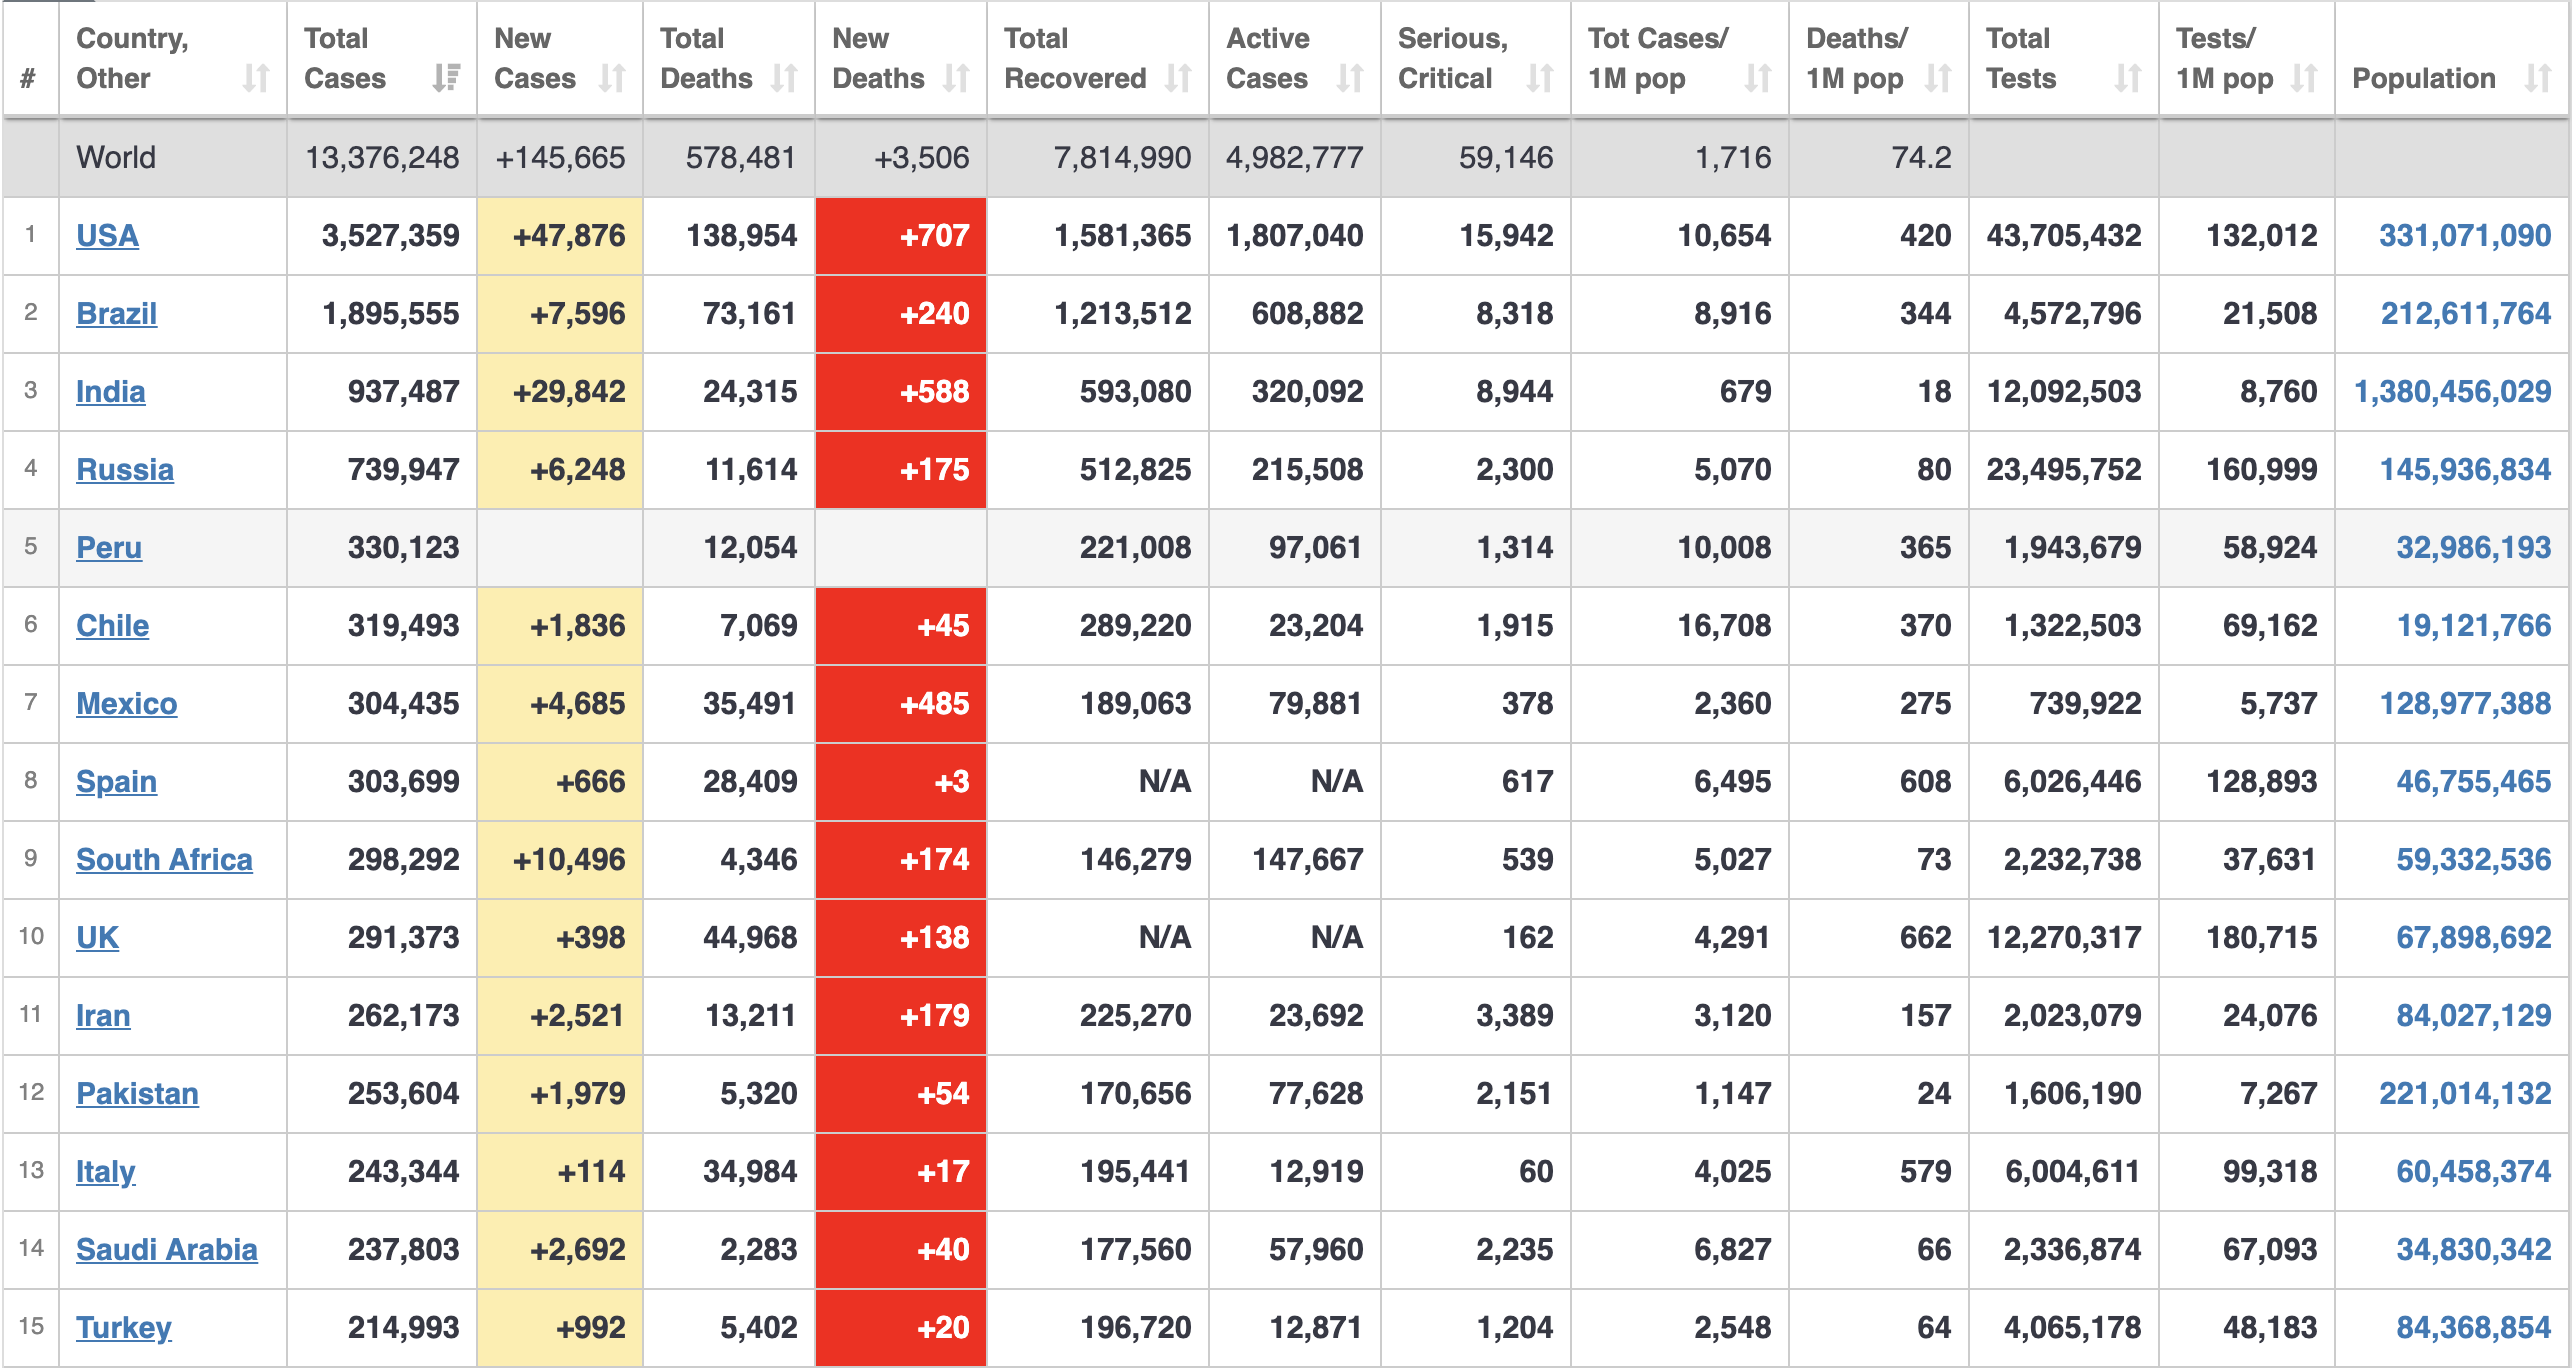 # Country, Other Total Cases New Cases Total Deaths New Deaths Total Recovered Active Cases Serious, Critical Tot Cases/ 1M pop Deaths/ 1M pop Total Tests Tests/ 1M pop Population
World 13,376,248 +145,665 578,481 +3,506 7,814,990 4,982,777 59,146 1,716 74.2
1 USA 3,527,359 +47,876 138,954 +707 1,581,365 1,807,040 15,942 10,654 420 43,705,432 132,012 331,071,090
2 Brazil 1,895,555 +7,596 73,161 +240 1,213,512 608,882 8,318 8,916 344 4,572,796 21,508 212,611,764
3 India 937,487 +29,842 24,315 +588 593,080 320,092 8,944 679 18 12,092,503 8,760 1,380,456,029
4 Russia 739,947 +6,248 11,614 +175 512,825 215,508 2,300 5,070 80 23,495,752 160,999 145,936,834
5 Peru 330,123 12,054 221,008 97,061 1,314 10,008 365 1,943,679 58,924 32,986,193
6 Chile 319,493 +1,836 7,069 +45 289,220 23,204 1,915 16,708 370 1,322,503 69,162 19,121,766
7 Mexico 304,435 +4,685 35,491 +485 189,063 79,881 378 2,360 275 739,922 5,737 128,977,388
8 Spain 303,699 +666 28,409 +3 N/A N/A 617 6,495 608 6,026,446 128,893 46,755,465
9 South Africa 298,292 +10,496 4,346 +174 146,279 147,667 539 5,027 73 2,232,738 37,631 59,332,536
10 UK 291,373 +398 44,968 +138 N/A N/A 162 4,291 662 12,270,317 180,715 67,898,692
11 Iran 262,173 +2,521 13,211 +179 225,270 23,692 3,389 3,120 157 2,023,079 24,076 84,027,129
12 Pakistan 253,604 +1,979 5,320 +54 170,656 77,628 2,151 1,147 24 1,606,190 7,267 221,014,132
13 Italy 243,344 +114 34,984 +17 195,441 12,919 60 4,025 579 6,004,611 99,318 60,458,374
14 Saudi Arabia 237,803 +2,692 2,283 +40 177,560 57,960 2,235 6,827 66 2,336,874 67,093 34,830,342
15 Turkey 214,993 +992 5,402 +20 196,720 12,871 1,204 2,548 64 4,065,178 48,183 84,368,854